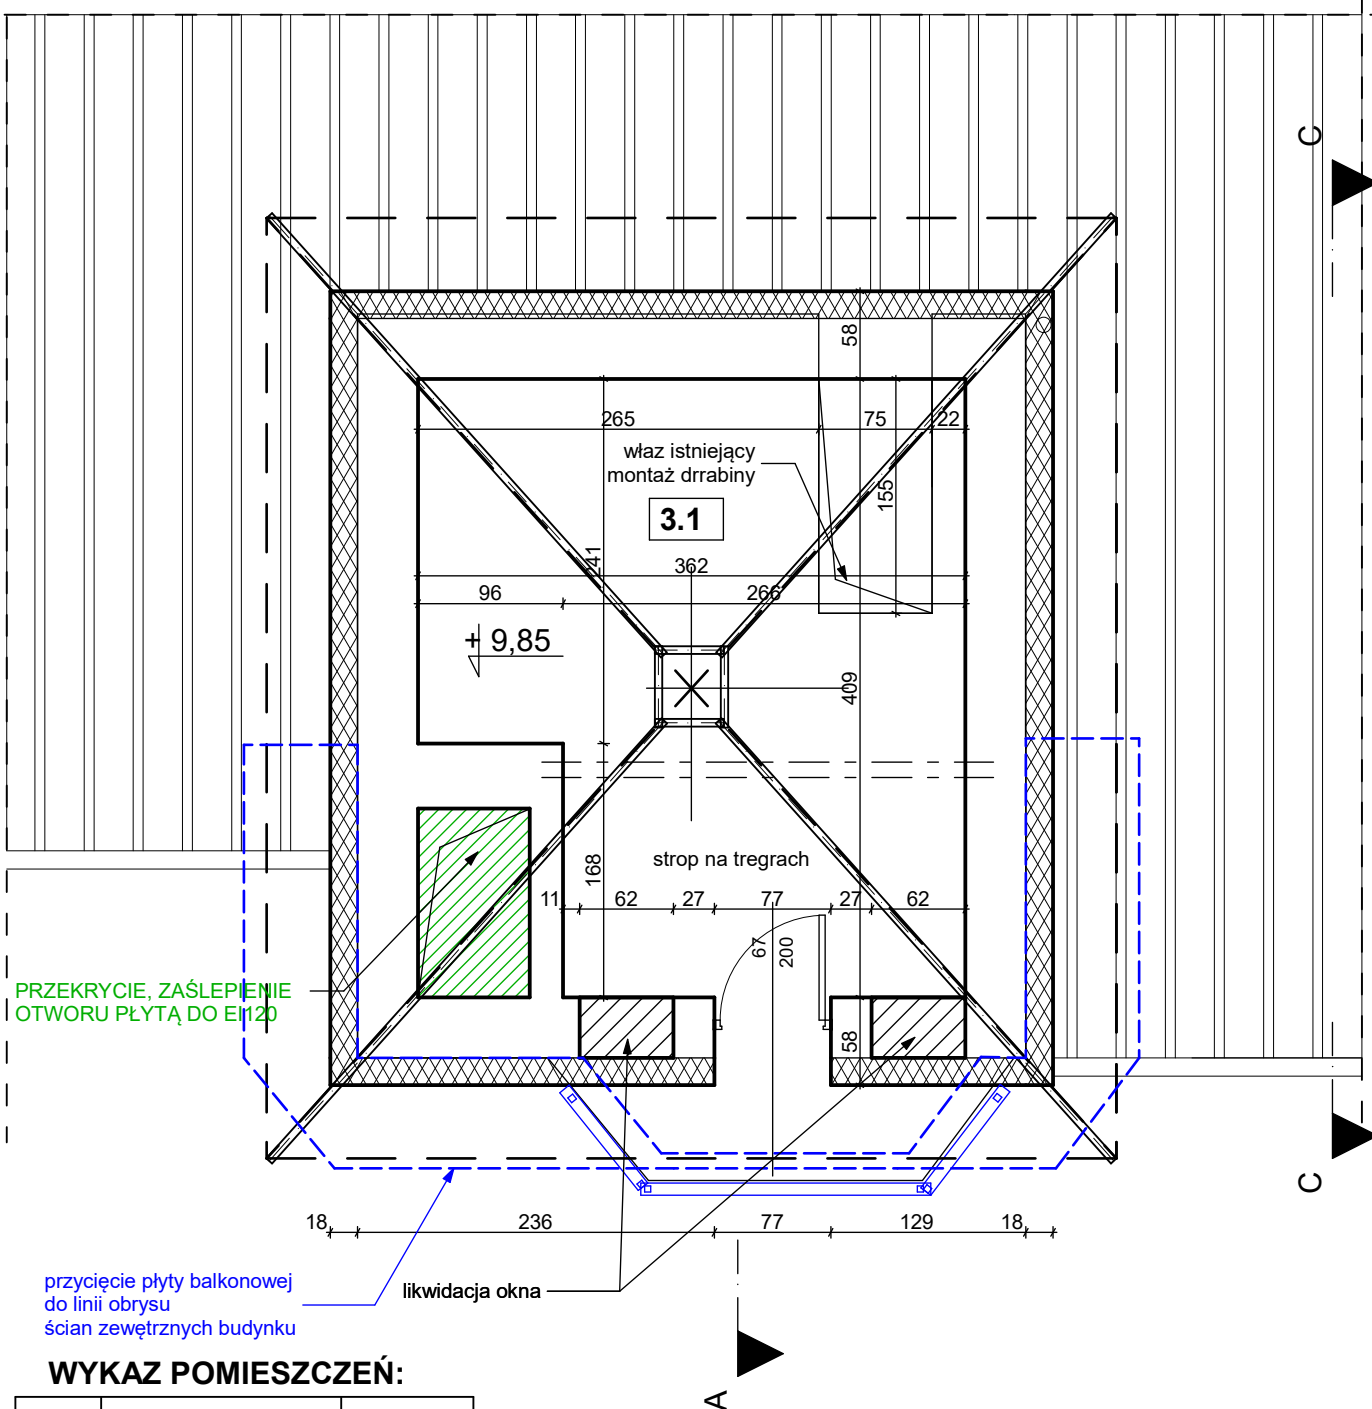 C
58
265
75
22
właz istniejący
montaż drrabiny
155
3.1
241
362
96
266
+ 9,85
409
strop na tregrach
168
11
62
27
77
27
62
67
200
PRZEKRYCIE, ZAŚLEPIENIE
OTWORU PŁYTĄ DO EI120
58
C
18
236
77
129
18
przycięcie płyty balkonowej
do linii obrysu
ścian zewętrznych budynku
likwidacja okna
WYKAZ POMIESZCZEŃ:
A